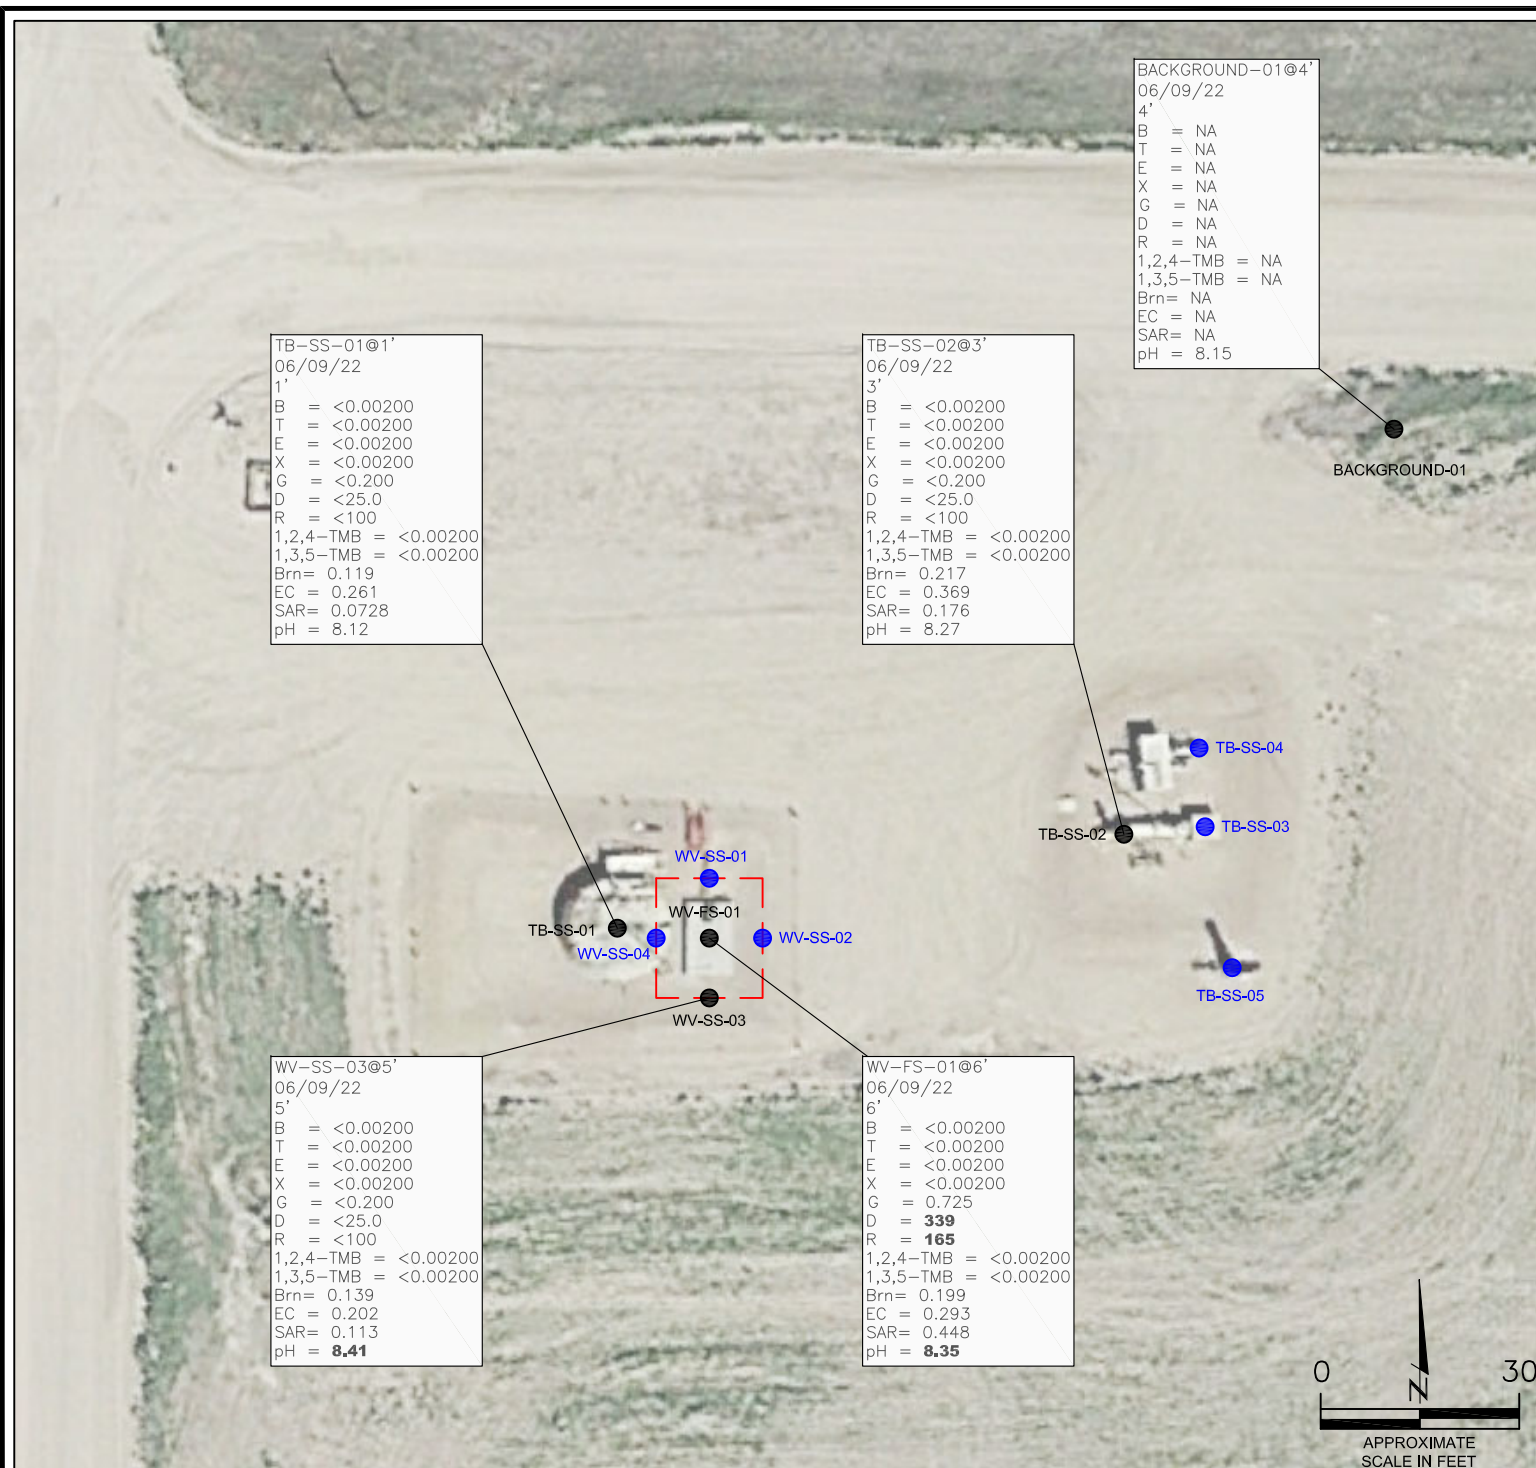 BACKGROUND-01@4'
06/09/22
4'
B = NA
T = NA
E = NA
X = NA
G = NA
D = NA
R = NA
1,2,4-TMB = NA
1,3,5-TMB = NA
Brn= NA
EC = NA
SAR= NA
pH = 8.15
TB-SS-01@1'
06/09/22
1'
B = <0.00200
T = <0.00200
E = <0.00200
X = <0.00200
G = <0.200
D = <25.0
R = <100
1,2,4-TMB = <0.00200
1,3,5-TMB = <0.00200
Brn= 0.119
EC = 0.261
SAR= 0.0728
pH = 8.12
TB-SS-02@3'
06/09/22
3'
B = <0.00200
T = <0.00200
E = <0.00200
X = <0.00200
G = <0.200
D = <25.0
R = <100
1,2,4-TMB = <0.00200
1,3,5-TMB = <0.00200
Brn= 0.217
EC = 0.369
SAR= 0.176
pH = 8.27
BACKGROUND-01
TB-SS-04
TB-SS-03
TB-SS-02
WV-SS-01
WV-FS-01
TB-SS-01
WV-SS-04
WV-SS-02
TB-SS-05
WV-SS-03
WV-SS-03@5'
06/09/22
5'
B = <0.00200
T = <0.00200
E = <0.00200
X = <0.00200
G = <0.200
D = <25.0
R = <100
1,2,4-TMB = <0.00200
1,3,5-TMB = <0.00200
Brn= 0.139
EC = 0.202
SAR= 0.113
pH = 8.41
WV-FS-01@6'
06/09/22
6'
B = <0.00200
T = <0.00200
E = <0.00200
X = <0.00200
G = 0.725
D = 339
R = 165
1,2,4-TMB = <0.00200
1,3,5-TMB = <0.00200
Brn= 0.199
EC = 0.293
SAR= 0.448
pH = 8.35
N
0 30
APPROXIMATE
SCALE IN FEET